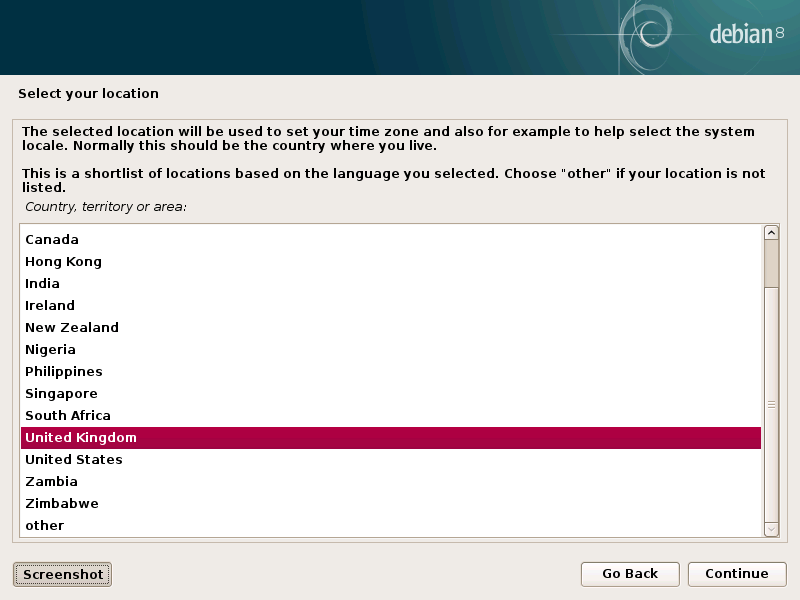 debian 8
Select your location
The selected location will be used to set your time zone and also for example to help select the system
locale. Normally this should be the country where you live.
This is a shortlist of locations based on the language you selected. Choose "other" if your location is not
listed.
Country, territory or area:
Canada
Hong Kong
India
Ireland
New Zealand
Nigeria
Philippines
Singapore
South Africa
United Kingdom
United States
Zambia
Zimbabwe
other
Screenshot
Go Back
Continue